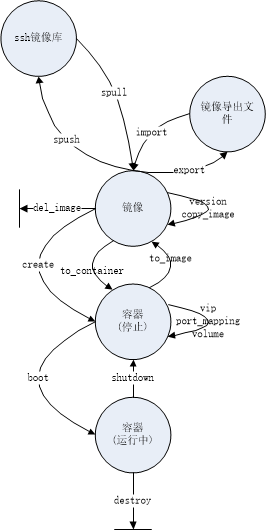 ssh镜像库
spull
镜像导出文
件
import
spush
export
镜像
version
copy_image
del_image
create
to_container
to_image
容器
(停止)
vip
port_mapping
volume
boot
shutdown
容器
(运行中)
destroy